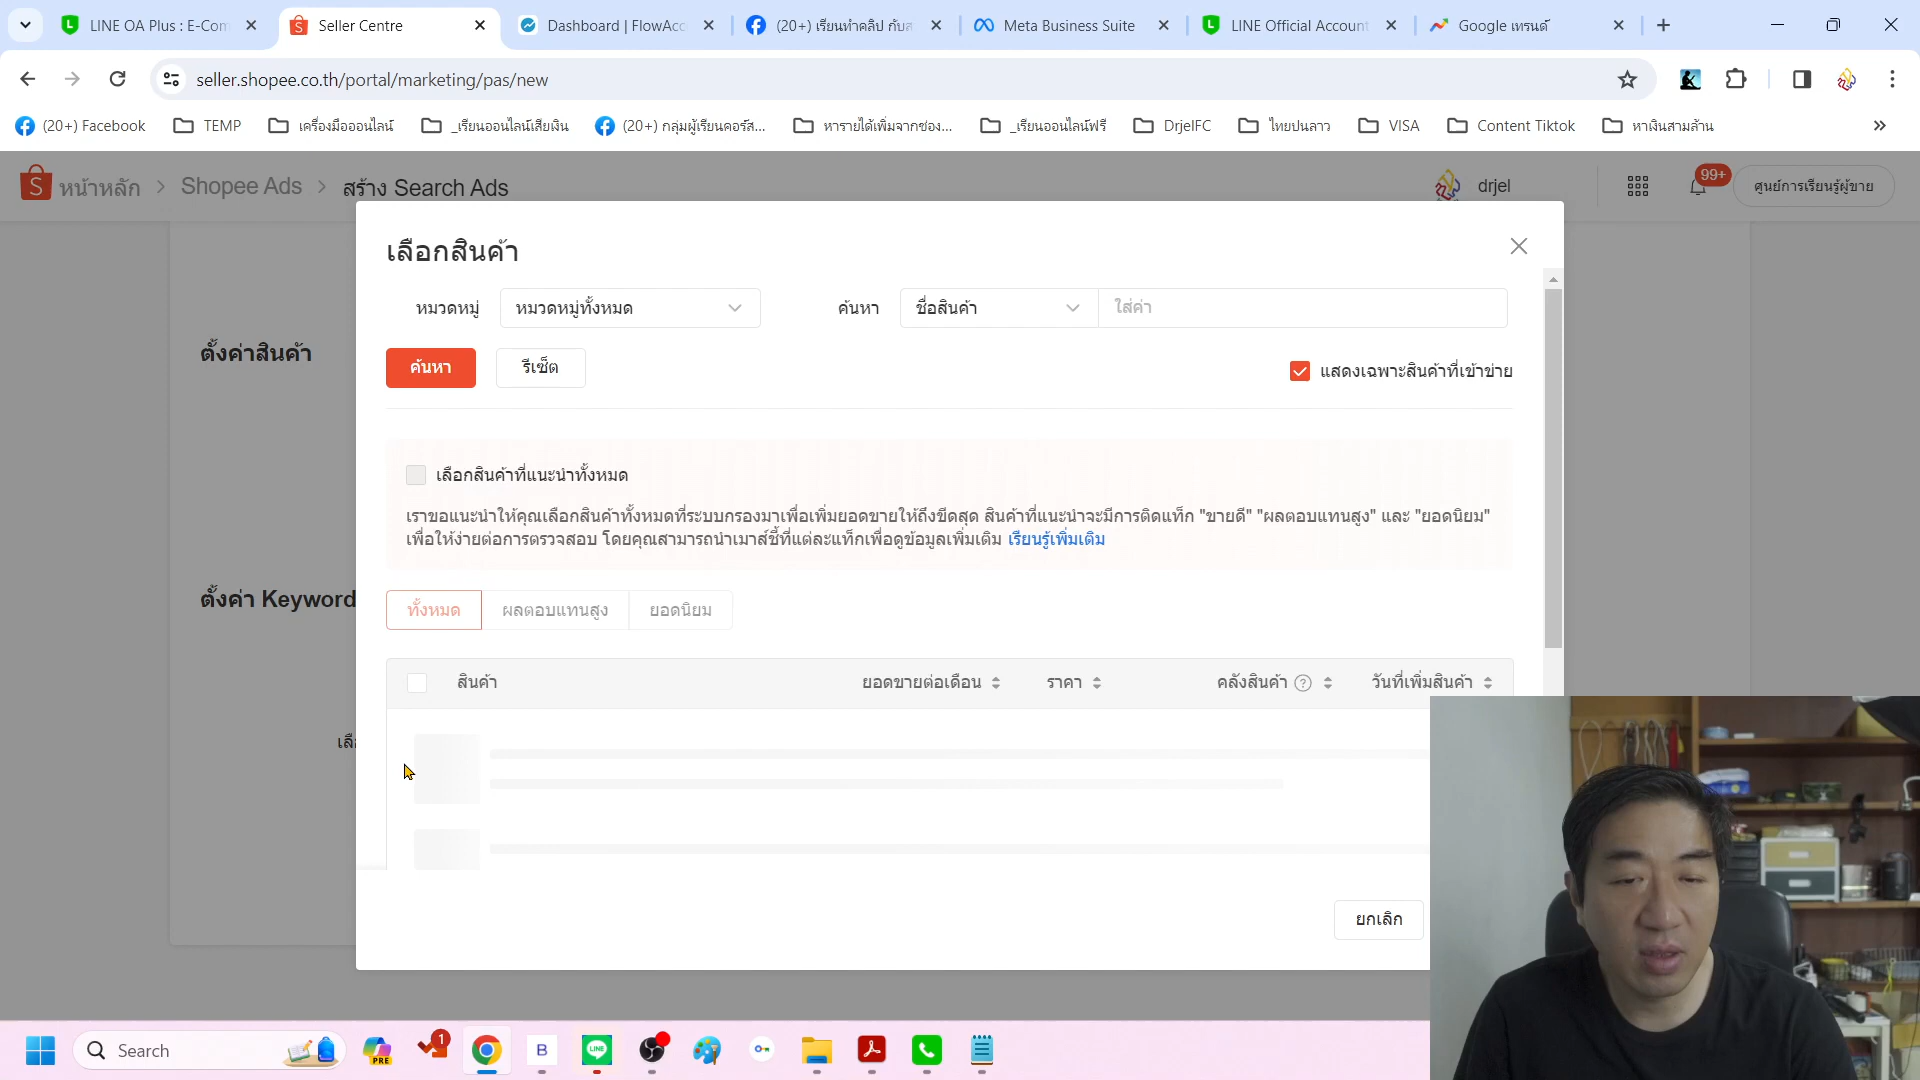 LINE OA Plus : E-Com
Seller Centre
Dashboard | FlowAcc
(20+) เรียนทำคลิป กับส
Meta Business Suite
LINE Official Account
Google เทรนด์
seller.shopee.co.th/portal/marketing/pas/new
(20+) Facebook
TEMP
เครื่องมือออนไลน์
_เรียนออนไลน์เสียเงิน
(20+) กลุ่มผู้เรียนคอร์ส...
หารายได้เพิ่มจากช่อง...
_เรียนออนไลน์ฟรี
DrjelFC
ไทยปนลาว
VISA
Content Tiktok
หาเงินสามล้าน
หน้าหลัก > Shopee Ads > สร้าง Search Ads
drjel
99+
ศูนย์การเรียนรู้ผู้ขาย
เลือกสินค้า
หมวดหมู่
หมวดหมู่ทั้งหมด
ค้นหา
ชื่อสินค้า
ใส่ค่า
ตั้งค่าสินค้า
ค้นหา
รีเซ็ต
แสดงเฉพาะสินค้าที่เข้าข่าย
เลือกสินค้าที่แนะนำทั้งหมด
เราขอแนะนำให้คุณเลือกสินค้าทั้งหมดที่ระบบกรองมาเพื่อเพิ่มยอดขายให้ถึงขีดสุด สินค้าที่แนะนำจะมีการติดแท็ก "ขายดี" "ผลตอบแทนสูง" และ "ยอดนิยม"
เพื่อให้ง่ายต่อการตรวจสอบ โดยคุณสามารถนำเมาส์ชี้ที่แต่ละแท็กเพื่อดูข้อมูลเพิ่มเติม เรียนรู้เพิ่มเติม
ตั้งค่า Keyword
ทั้งหมด
ผลตอบแทนสูง
ยอดนิยม
สินค้า
ยอดขายต่อเดือน
ราคา
คลังสินค้า
วันที่เพิ่มสินค้า
ยกเลิก
Search
PRE
1
B